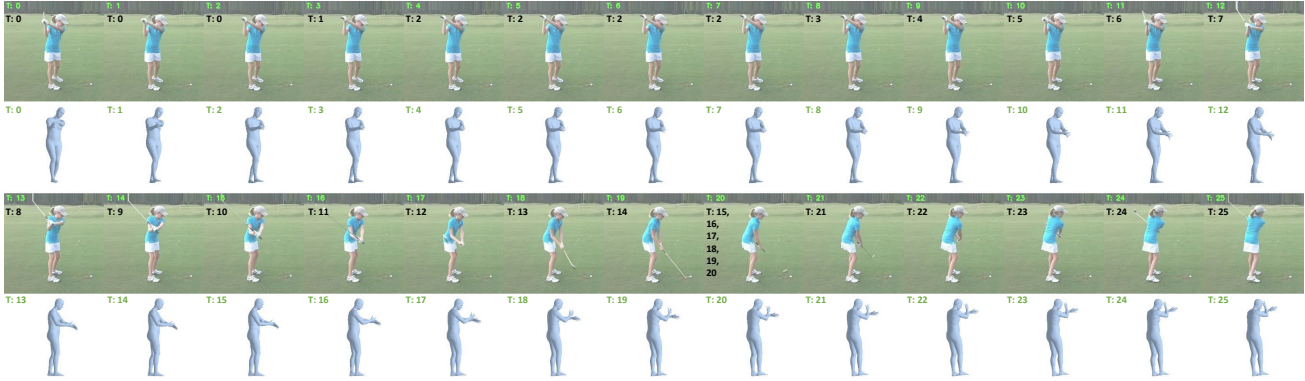 T: 0 T: 1 T: 2 T: 3 T: 4 T: 5 T: 6 T: 7 T: 8 T: 9 T: 10 T: 11 T: 12
T: 0 T: 0 T: 0 T: 1 T: 2 T: 2 T: 2 T: 2 T: 3 T: 4 T: 5 T: 6 T: 7
T: 0 T: 1 T: 2 T: 3 T: 4 T: 5 T: 6 T: 7 T: 8 T: 9 T: 10 T: 11 T: 12
T: 13 T: 14 T: 15 T: 16 T: 17 T: 18 T: 19 T: 20 T: 21 T: 22 T: 23 T: 24 T: 25
T: 8 T: 9 T: 10 T: 11 T: 12 T: 13 T: 14 T: 15, T: 21 T: 22 T: 23 T: 24 T: 25
16,
17,
18,
19,
20
T: 13 T: 14 T: 15 T: 16 T: 17 T: 18 T: 19 T: 20 T: 21 T: 22 T: 23 T: 24 T: 25